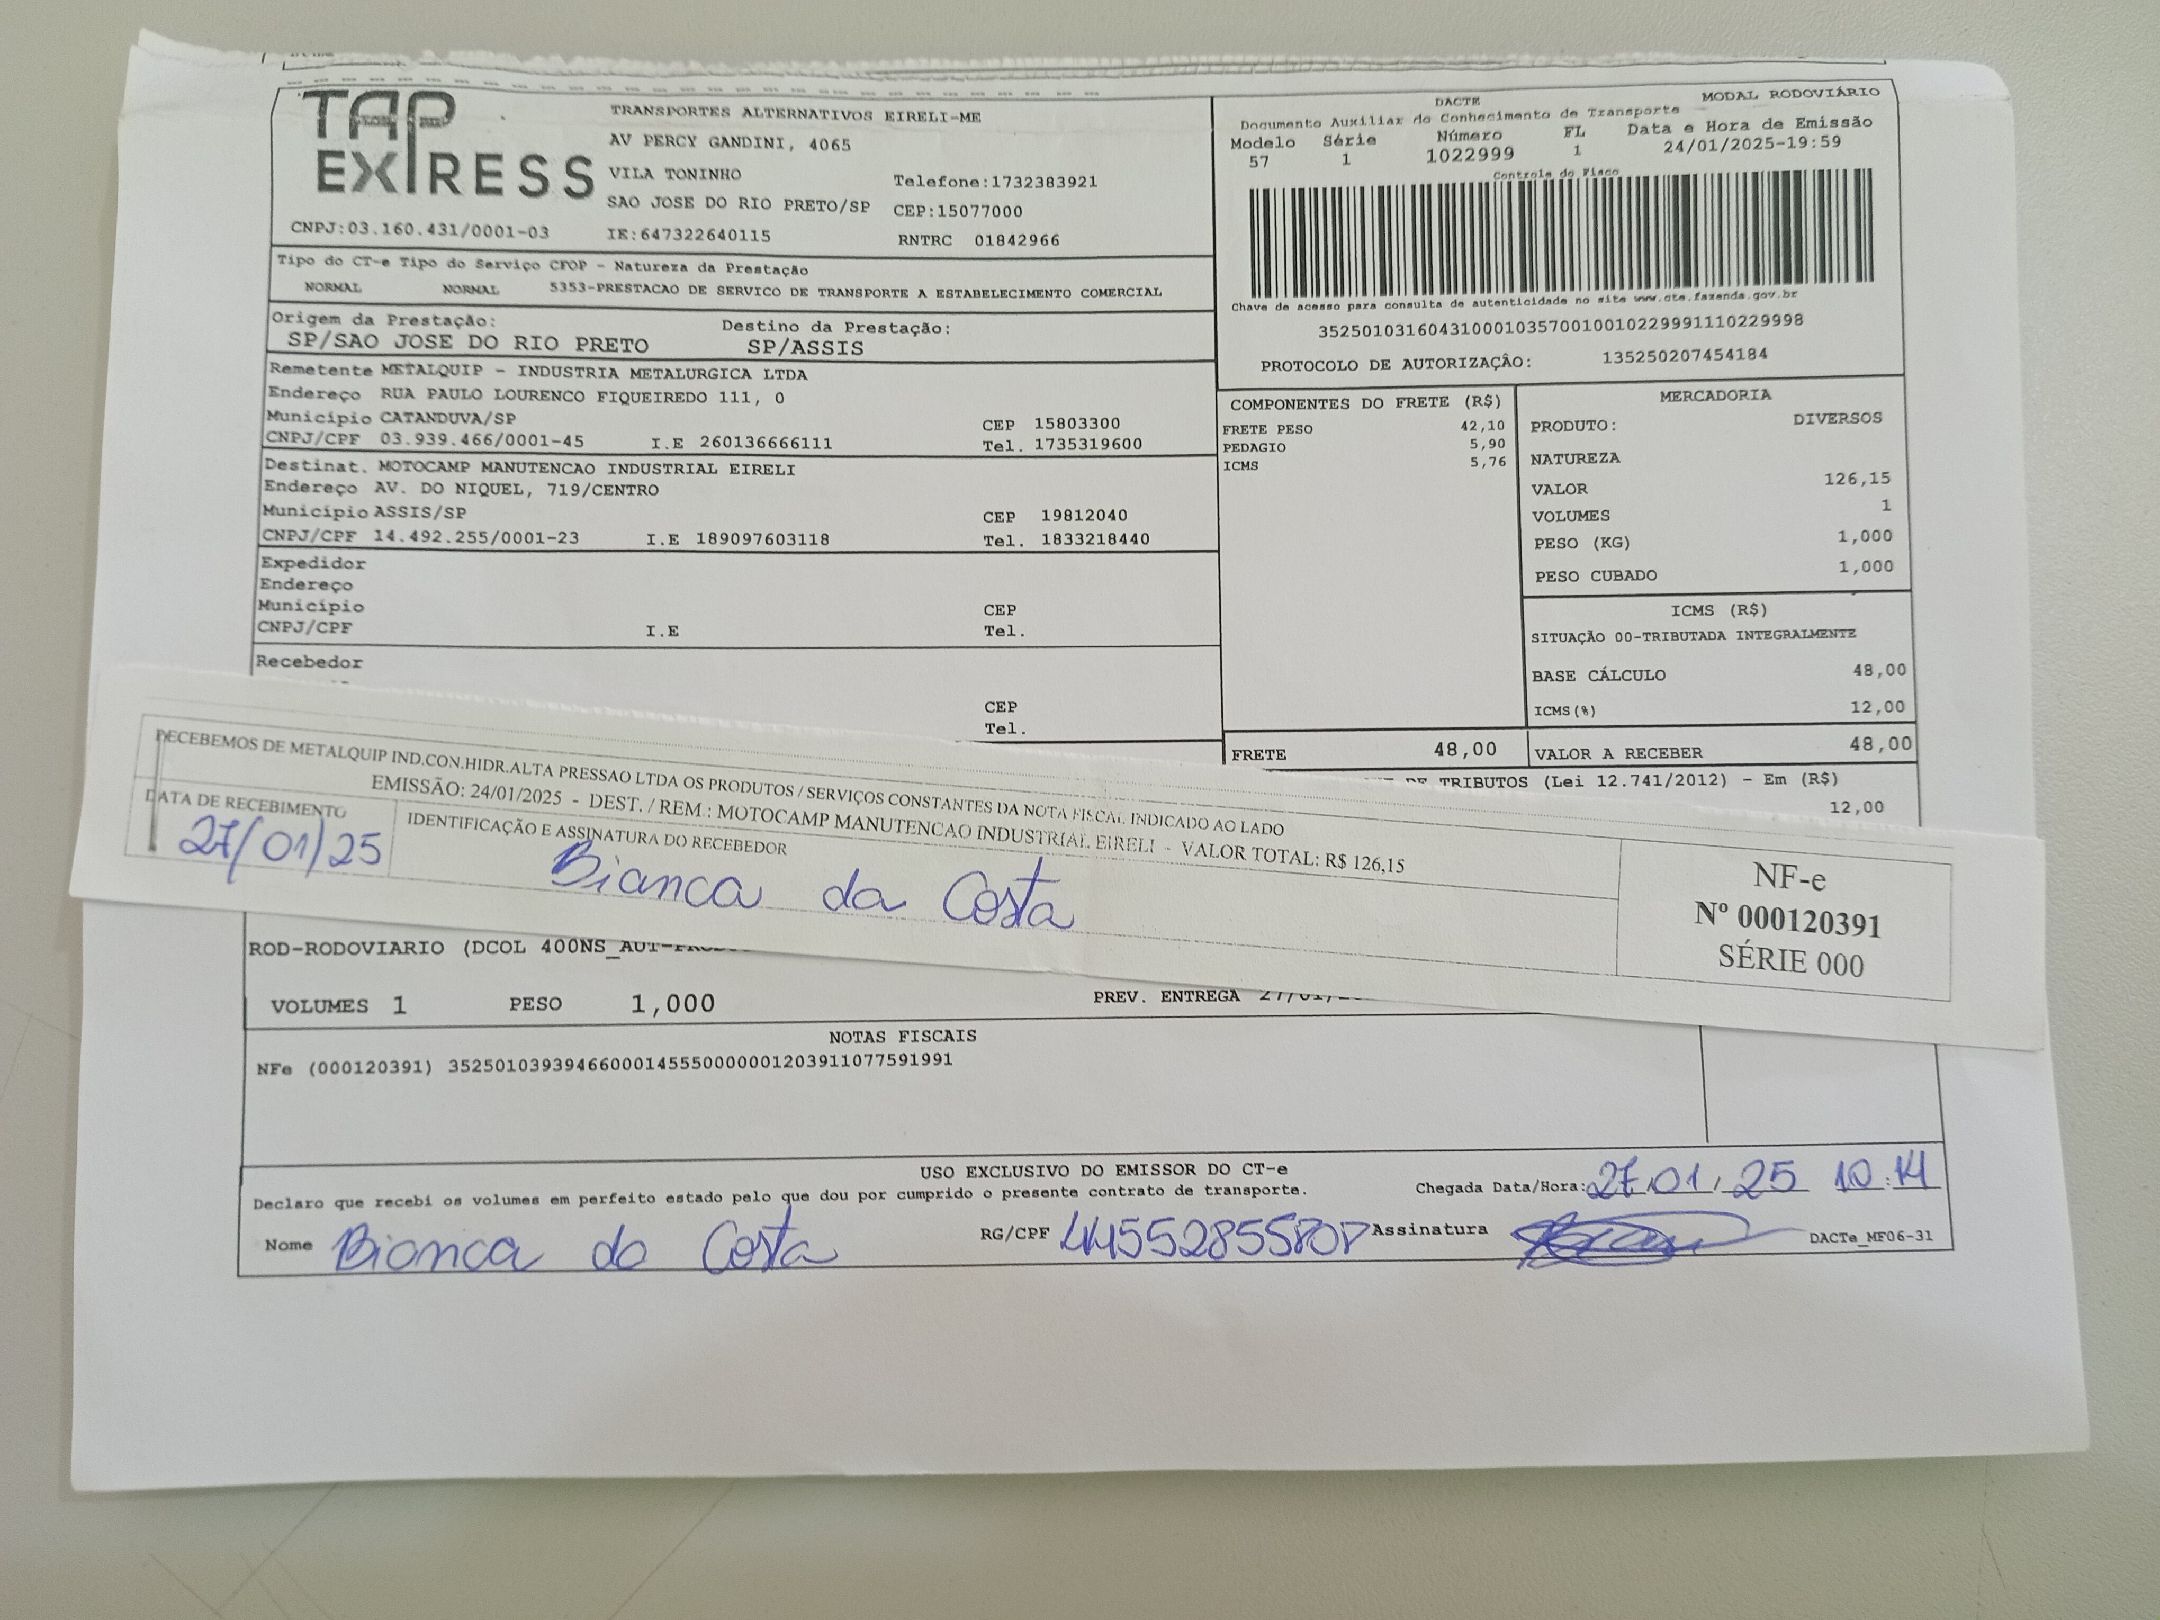 TAP
EXPRESS
TRANSPORTES ALTERNATIVOS EIRELI-ME
AV PERCY GANDINI, 4065
VILA TONINHO
Telefone:1732383921
SAO JOSE DO RIO PRETO/SP CEP:15077000
CNPJ:03.160.431/0001-03 IE:647322640115 RNTRC 01842966
DACTE MODAL RODOVIÁRIO
Documento Auxiliar do Conhecimento de Transporte
Modelo Série Número FL Data e Hora de Emissão
57 1 1022999 1 24/01/2025-19:59
Controle do Fisco
Chave de acesso para consulta de autenticidade no site www.cte.fazenda.gov.br
35250103160431000103570010010229991110229998
PROTOCOLO DE AUTORIZAÇÂO: 135250207454184
Tipo do CT-e Tipo do Serviço CFOP - Natureza da Prestação
NORMAL NORMAL 5353-PRESTACAO DE SERVICO DE TRANSPORTE A ESTABELECIMENTO COMERCIAL
Origem da Prestação: Destino da Prestação:
SP/SAO JOSE DO RIO PRETO SP/ASSIS
Remetente METALQUIP - INDUSTRIA METALURGICA LTDA
Endereço RUA PAULO LOURENCO FIQUEIREDO 111, 0
Município CATANDUVA/SP CEP 15803300
CNPJ/CPF 03.939.466/0001-45 I.E 260136666111 Tel. 1735319600
Destinat. MOTOCAMP MANUTENCAO INDUSTRIAL EIRELI
Endereço AV. DO NIQUEL, 719/CENTRO
Município ASSIS/SP CEP 19812040
CNPJ/CPF 14.492.255/0001-23 I.E 189097603118 Tel. 1833218440
Expedidor
Endereço
Município CEP
CNPJ/CPF I.E Tel.
Recebedor
CEP
Tel.
COMPONENTES DO FRETE (R$)
FRETE PESO 42,10
PEDAGIO 5,90
ICMS 5,76
MERCADORIA
PRODUTO: DIVERSOS
NATUREZA
VALOR 126,15
VOLUMES 1
PESO (KG) 1,000
PESO CUBADO 1,000
ICMS (R$)
SITUAÇÃO 00-TRIBUTADA INTEGRALMENTE
BASE CÁLCULO 48,00
ICMS(%) 12,00
FRETE 48,00 VALOR A RECEBER 48,00
DE TRIBUTOS (Lei 12.741/2012) - Em (R$)
12,00
RECEBEMOS DE METALQUIP IND.CON.HIDR.ALTA PRESSAO LTDA OS PRODUTOS / SERVIÇOS CONSTANTES DA NOTA FISCAL INDICADO AO LADO
EMISSÃO: 24/01/2025 - DEST. / REM.: MOTOCAMP MANUTENCAO INDUSTRIAL EIRELI - VALOR TOTAL: R$ 126,15
DATA DE RECEBIMENTO IDENTIFICAÇÃO E ASSINATURA DO RECEBEDOR
27/01/25 Bianca da Costa
NF-e
Nº 000120391
SÉRIE 000
ROD-RODOVIARIO (DCOL 400NS_AUT-
VOLUMES 1 PESO 1,000 PREV. ENTREGA 27/01/
NOTAS FISCAIS
NFe (000120391) 35250103939466000145550000001203911077591991
USO EXCLUSIVO DO EMISSOR DO CT-e
Declaro que recebi os volumes em perfeito estado pelo que dou por cumprido o presente contrato de transporte. Chegada Data/Hora: 27/01/25 10:14
Nome Bianca da Costa RG/CPF Assinatura DACTe_MF06-31